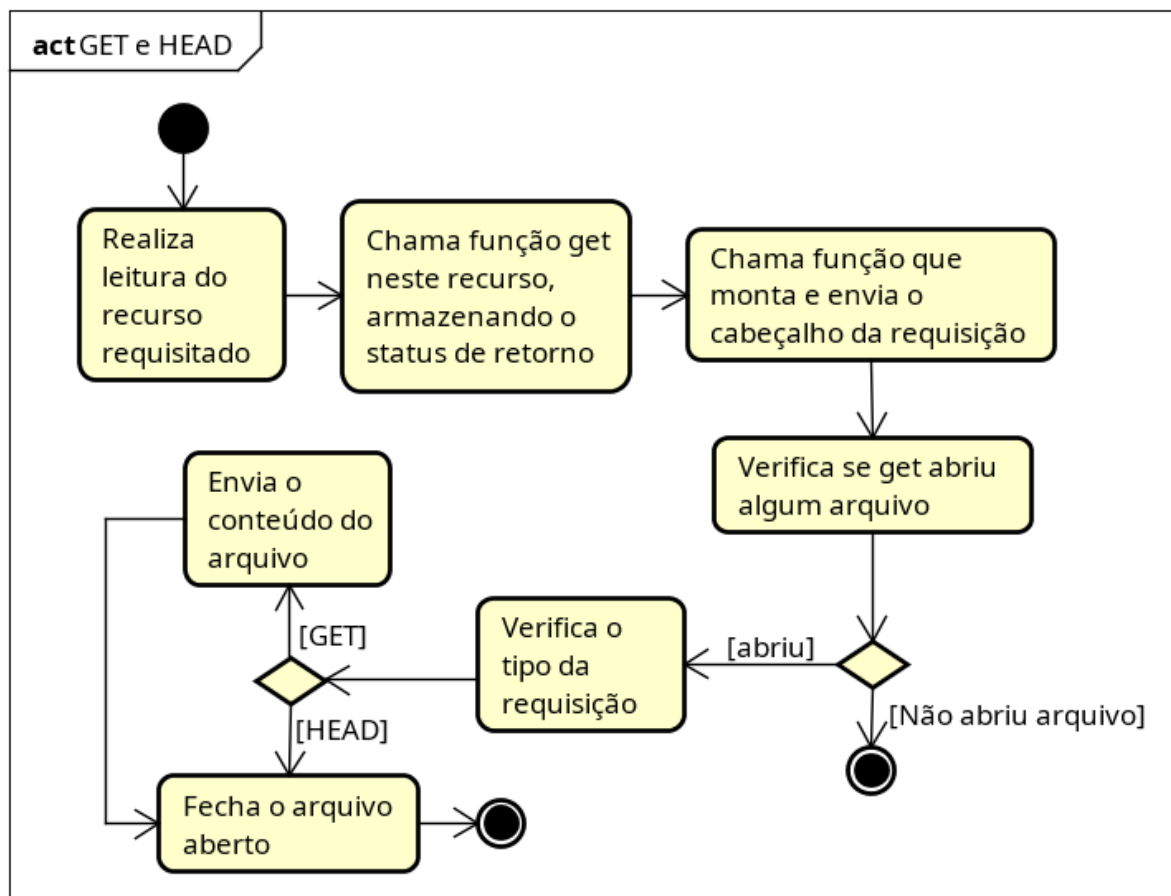 act GET e HEAD
Realiza
leitura do
recurso
requisitado
Chama função get
neste recurso,
armazenando o
status de retorno
Chama função que
monta e envia o
cabeçalho da requisição
Verifica se get abriu
algum arquivo
[abriu]
[Não abriu arquivo]
Verifica o
tipo da
requisição
[GET]
[HEAD]
Envia o
conteúdo do
arquivo
Fecha o arquivo
aberto